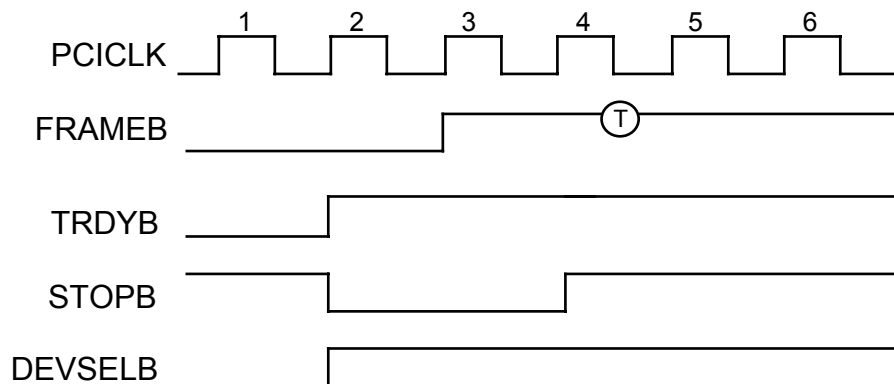 1 2 3 4 5 6
PCICLK
FRAMEB
T
TRDYB
STOPB
DEVSELB